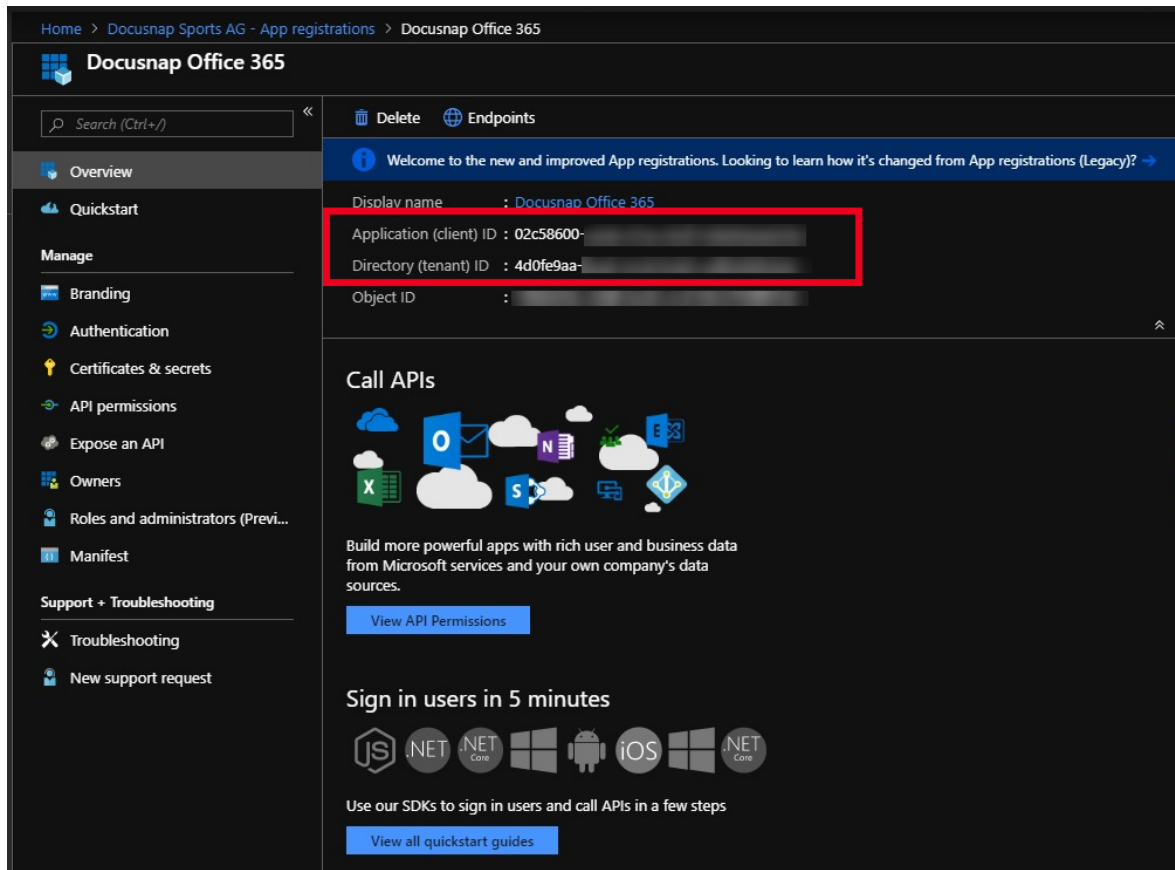 Home > Docusnap Sports AG - App registrations > Docusnap Office 365
Docusnap Office 365
Search (Ctrl+/)
«
Overview
Quickstart
Manage
Branding
Authentication
Certificates & secrets
API permissions
Expose an API
Owners
Roles and administrators (Previ...
Manifest
Support + Troubleshooting
Troubleshooting
New support request
Delete Endpoints
Welcome to the new and improved App registrations. Looking to learn how it's changed from App registrations (Legacy)? →
Display name : Docusnap Office 365
Application (client) ID : 02c58600-
Directory (tenant) ID : 4d0fe9aa-
Object ID :
Call APIs
O
N
E
X
S
Build more powerful apps with rich user and business data
from Microsoft services and your own company's data
sources.
View API Permissions
Sign in users in 5 minutes
JS .NET .NET Core iOS .NET Core
Use our SDKs to sign in users and call APIs in a few steps
View all quickstart guides